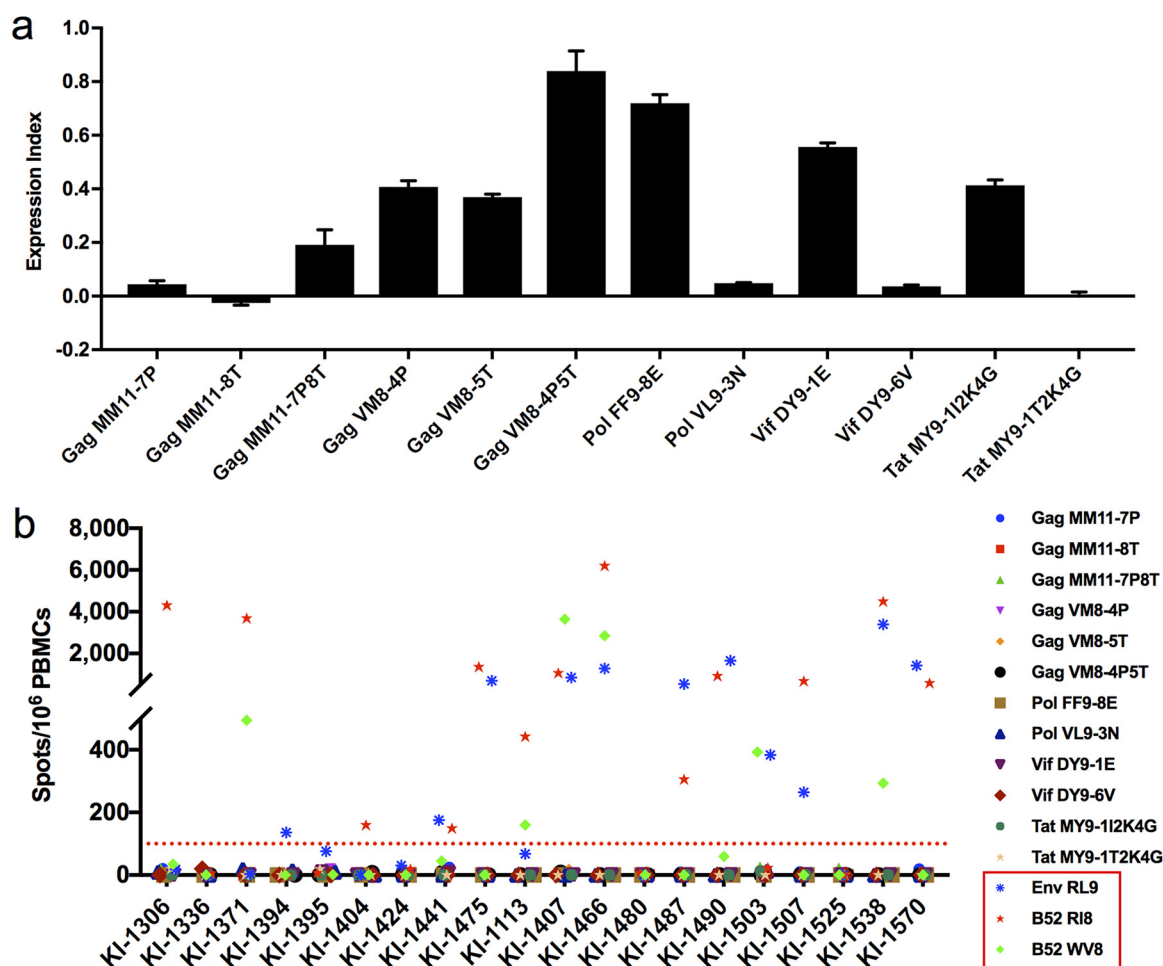 a
Expression Index
1.0
0.8
0.6
0.4
0.2
0.0
-0.2
Gag MM11-7P
Gag MM11-8T
Gag MM11-7P8T
Gag VM8-4P
Gag VM8-5T
Gag VM8-4P5T
Pol FF9-8E
Pol VL9-3N
Vif DY9-1E
Vif DY9-6V
Tat MY9-1I2K4G
Tat MY9-1T2K4G
b
Spots/10⁶ PBMCs
8,000
6,000
4,000
2,000
400
200
0
KI-1306
KI-1336
KI-1371
KI-1394
KI-1395
KI-1404
KI-1424
KI-1441
KI-1475
KI-1113
KI-1407
KI-1466
KI-1480
KI-1487
KI-1490
KI-1503
KI-1507
KI-1525
KI-1538
KI-1570
Gag MM11-7P
Gag MM11-8T
Gag MM11-7P8T
Gag VM8-4P
Gag VM8-5T
Gag VM8-4P5T
Pol FF9-8E
Pol VL9-3N
Vif DY9-1E
Vif DY9-6V
Tat MY9-1I2K4G
Tat MY9-1T2K4G
Env RL9
B52 RI8
B52 WV8